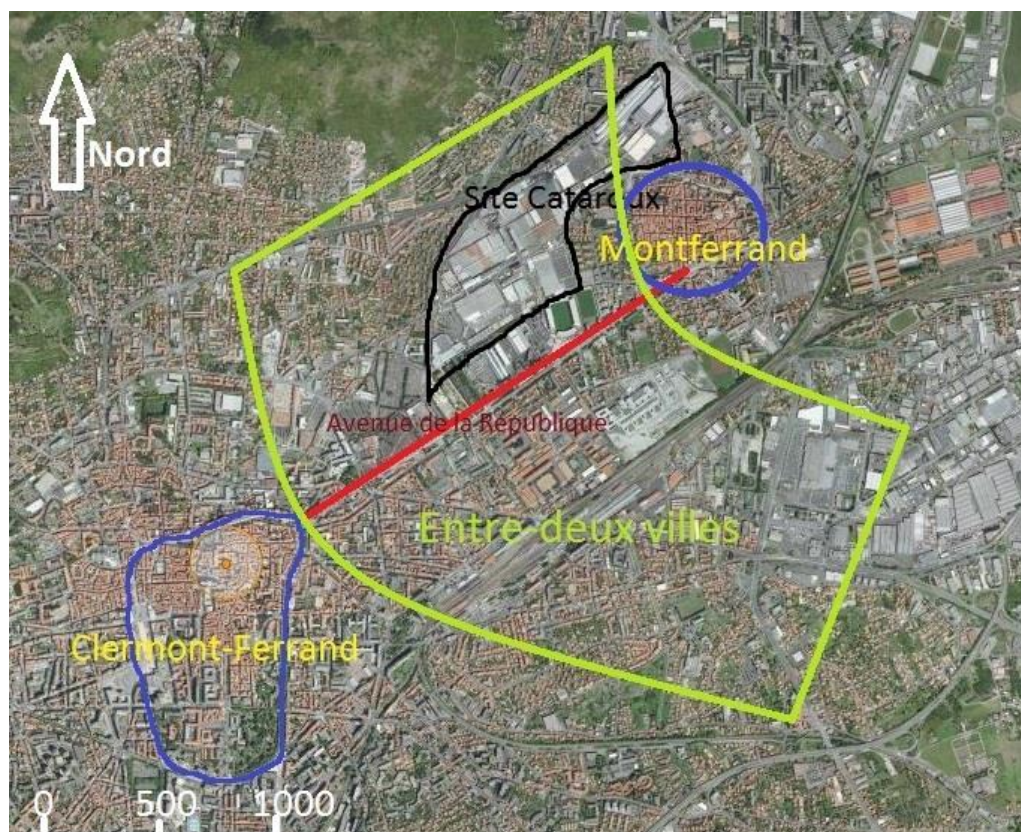 Nord
Site Cataroux
Montferrand
Avenue de la République
Entre-deux villes
Clermont-Ferrand
0 500 1000